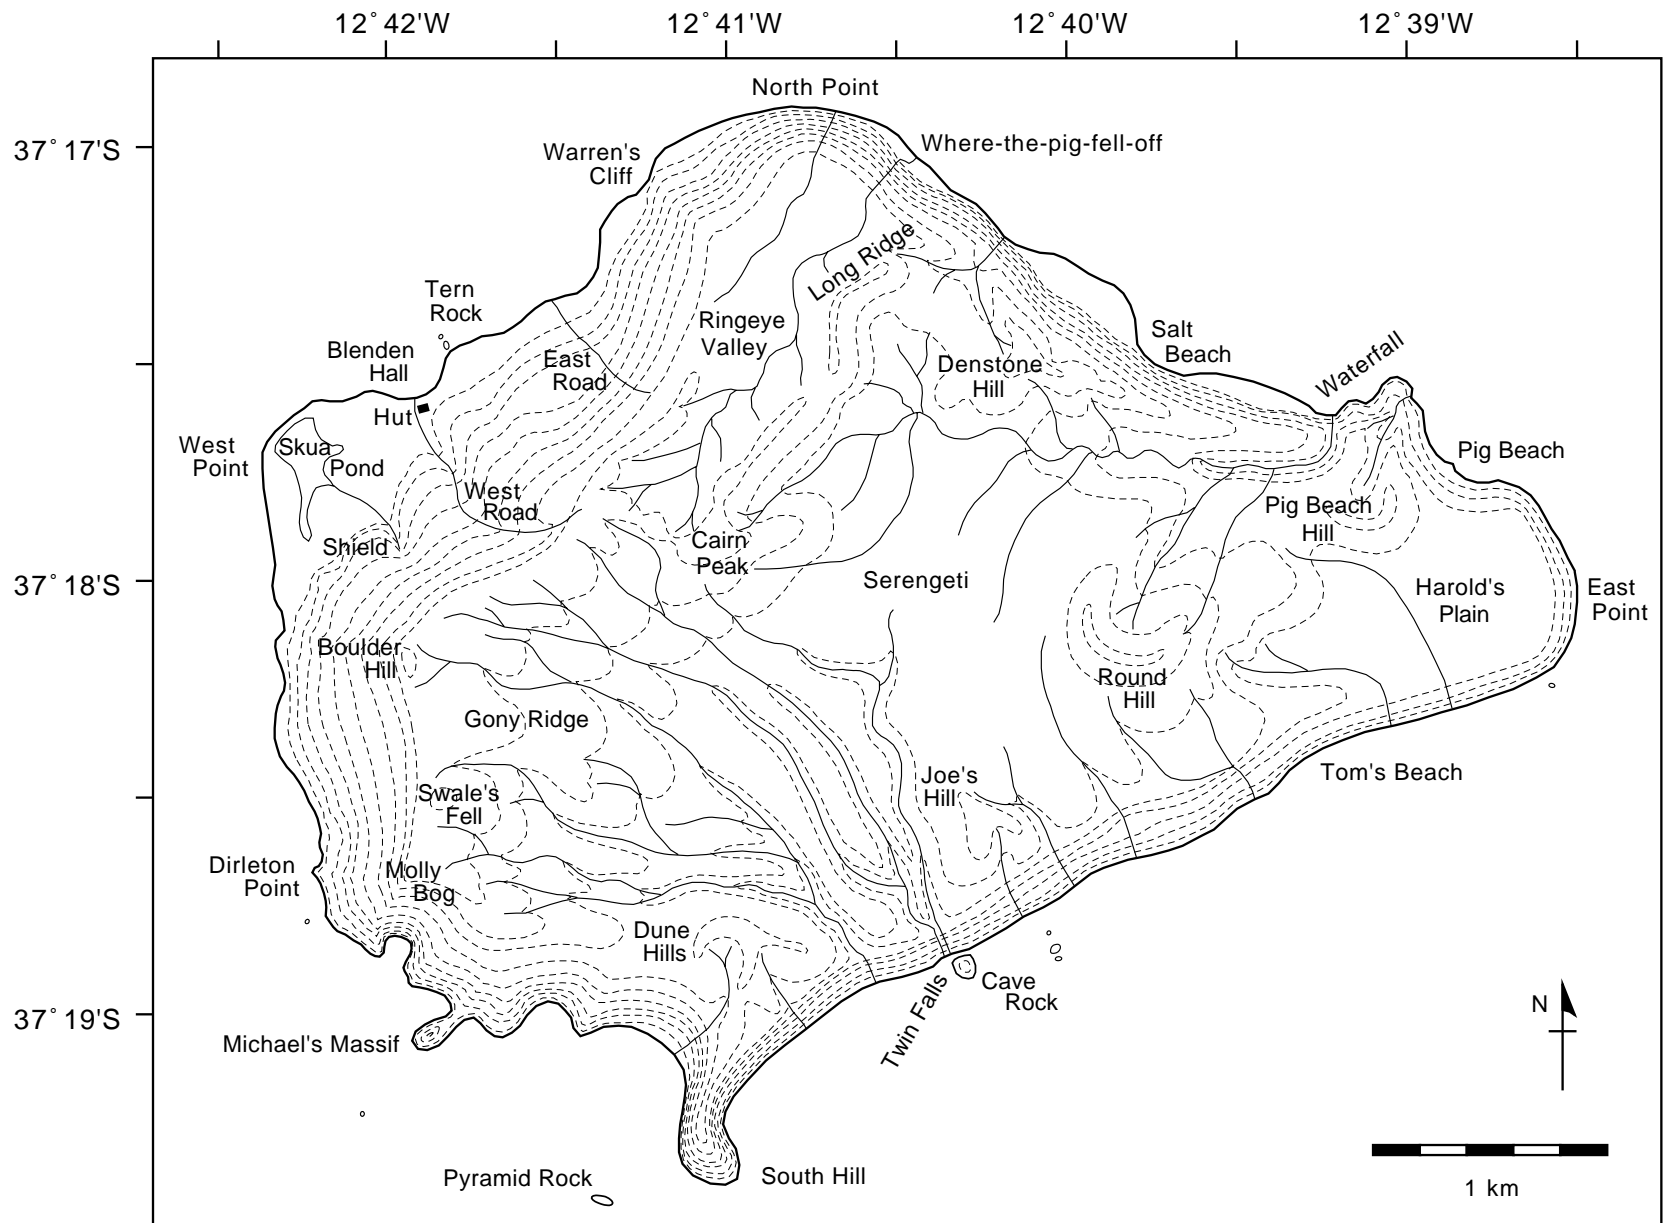 12°42'W
12°41'W
12°40'W
12°39'W
North Point
Where-the-pig-fell-off
37°17'S
Warren's
Cliff
Long Ridge
Tern
Rock
Ringeye
Valley
Salt
Beach
Blenden
Hall
East
Road
Denstone
Hill
Waterfall
Hut
West
Point
Skua
Pond
Pig Beach
West
Road
Pig Beach
Hill
Shield
Cairn
Peak
37°18'S
Serengeti
Harold's
Plain
East
Point
Boulder
Hill
Round
Hill
Gony Ridge
Joe's
Hill
Tom's Beach
Swale's
Fell
Dirleton
Point
Molly
Bog
Dune
Hills
Twin Falls
Cave
Rock
37°19'S
N
Michael's Massif
Pyramid Rock
South Hill
1 km